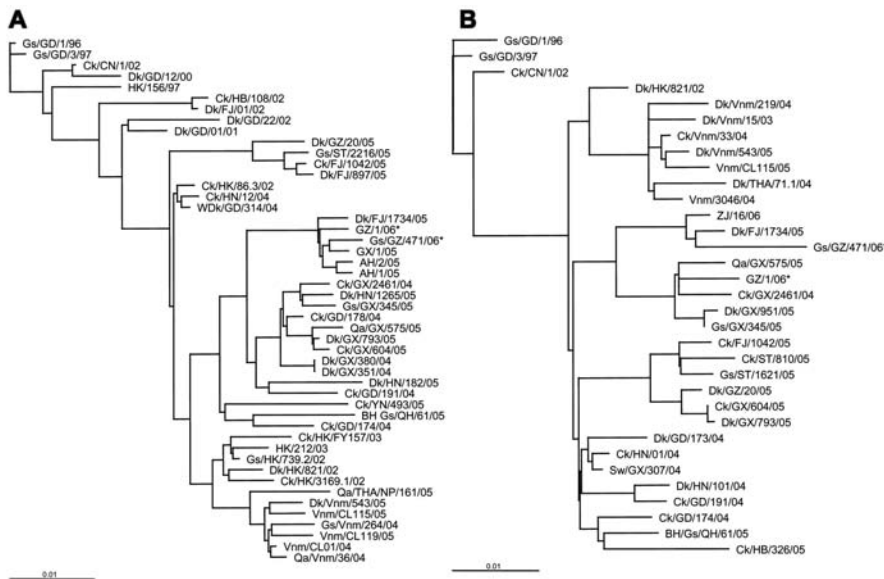 A
Gs/GD/1/96
Gs/GD/3/97
Ck/CN/1/02
Dk/GD/12/00
HK/156/97
Ck/HB/108/02
Dk/FJ/01/02
Dk/GD/22/02
Dk/GD/01/01
Dk/GZ/20/05
Gs/ST/2216/05
Ck/FJ/1042/05
Dk/FJ/897/05
Ck/HK/86.3/02
Ck/HN/12/04
WDk/GD/314/04
Dk/FJ/1734/05
GZ/1/06*
Gs/GZ/471/06*
GX/1/05
AH/2/05
AH/1/05
Ck/GX/2461/04
Dk/HN/1265/05
Gs/GX/345/05
Ck/GD/178/04
Qa/GX/575/05
Dk/GX/793/05
Ck/GX/604/05
Dk/GX/380/04
Dk/GX/351/04
Dk/HN/182/05
Ck/GD/191/04
Ck/YN/493/05
BH Gs/QH/61/05
Ck/GD/174/04
Ck/HK/FY157/03
HK/212/03
Gs/HK/739.2/02
Dk/HK/821/02
Ck/HK/3169.1/02
Qa/THA/NP/161/05
Dk/Vnm/543/05
Vnm/CL115/05
Gs/Vnm/264/04
Vnm/CL119/05
Vnm/CL01/04
Qa/Vnm/36/04
0.01
B
Gs/GD/1/96
Gs/GD/3/97
Ck/CN/1/02
Dk/HK/821/02
Dk/Vnm/219/04
Dk/Vnm/15/03
Ck/Vnm/33/04
Dk/Vnm/543/05
Vnm/CL115/05
Dk/THA/71.1/04
Vnm/3046/04
ZJ/16/06
Dk/FJ/1734/05
Gs/GZ/471/06*
Qa/GX/575/05
GZ/1/06*
Ck/GX/2461/04
Dk/GX/951/05
Gs/GX/345/05
Ck/FJ/1042/05
Ck/ST/810/05
Gs/ST/1621/05
Dk/GZ/20/05
Ck/GX/604/05
Dk/GX/793/05
Dk/GD/173/04
Ck/HN/01/04
Sw/GX/307/04
Dk/HN/101/04
Ck/GD/191/04
Ck/GD/174/04
BH/Gs/QH/61/05
Ck/HB/326/05
0.01